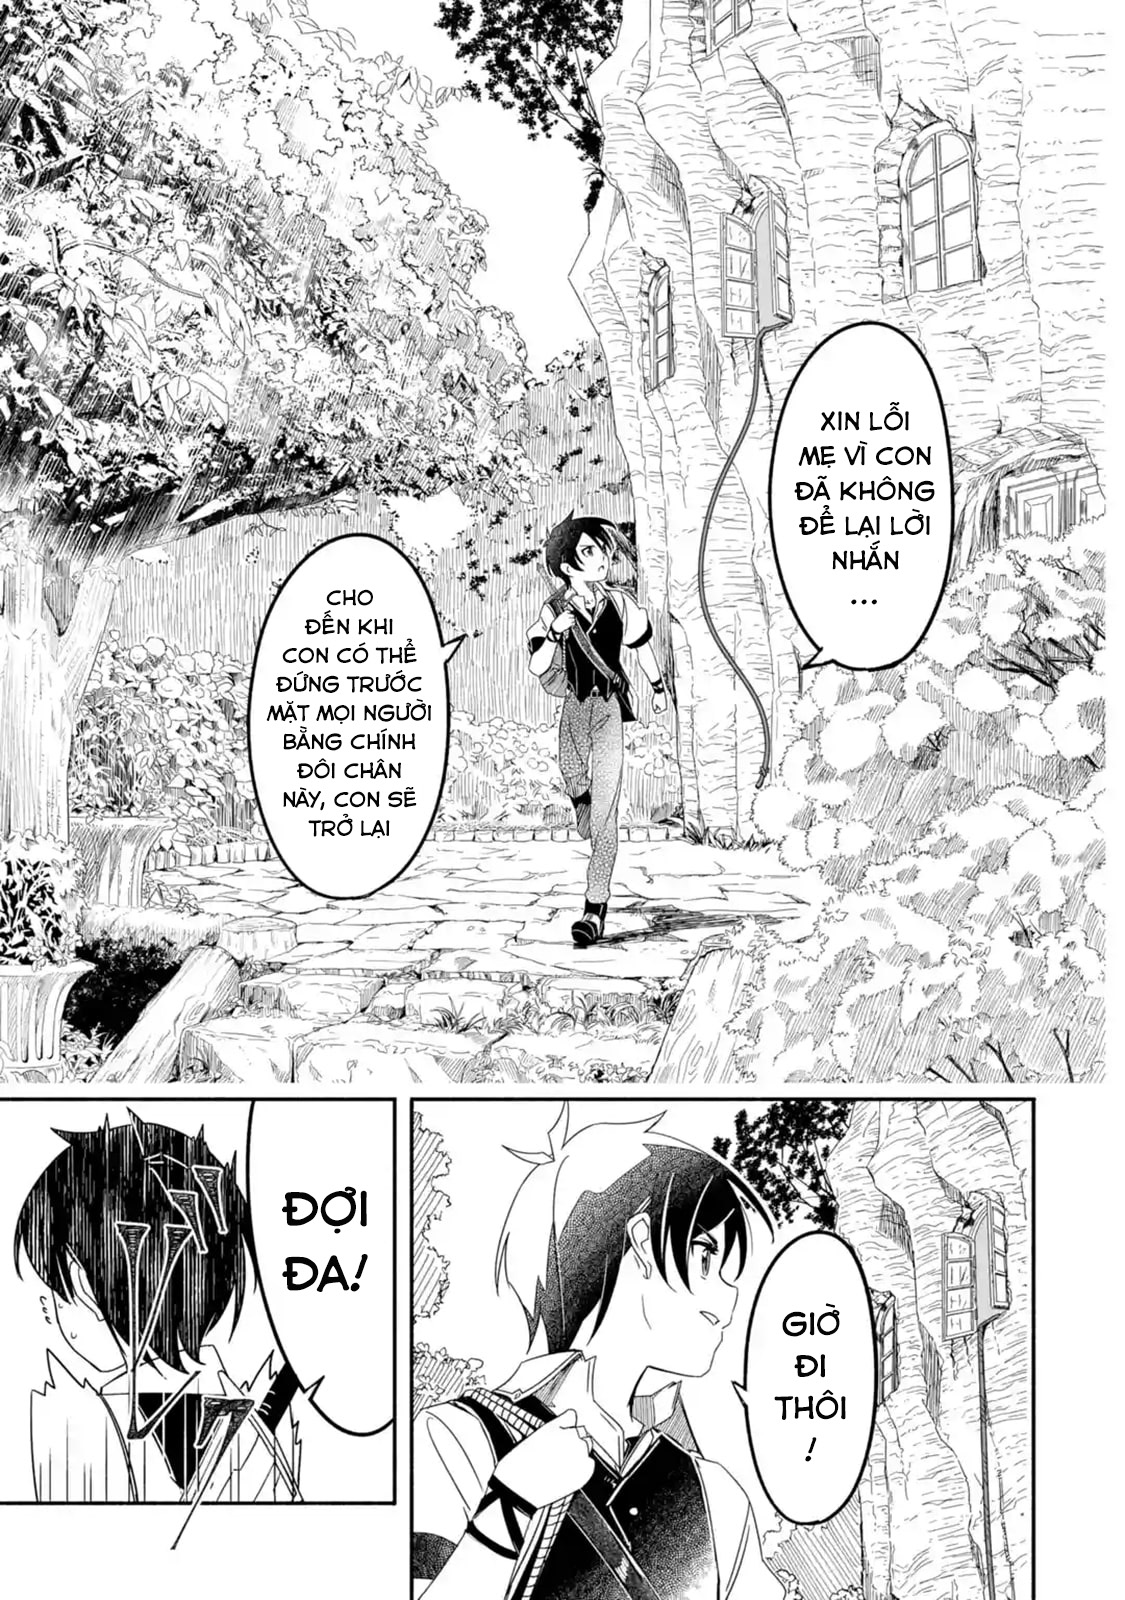 XIN LỖI
MẸ VÌ CON
ĐÃ KHÔNG
ĐỂ LẠI LỜI
NHẮN
...
CHO
ĐẾN KHI
CON CÓ THỂ
ĐỨNG TRƯỚC
MẶT MỌI NGƯỜI
BẰNG CHÍNH
ĐÔI CHÂN
NÀY, CON SẼ
TRỞ LẠI
GIỜ
ĐI
THÔI
!
ĐỢI
ĐA!